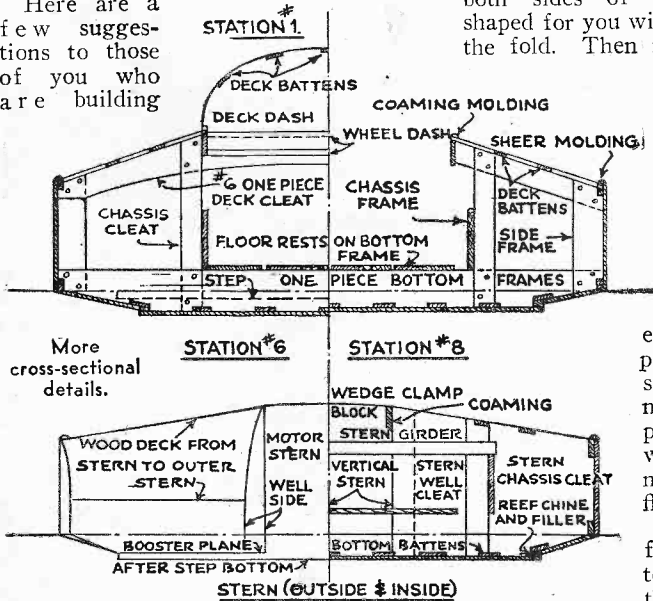 Here are a
few sugges-
tions to those
of you who
are building
both sides of
shaped for you wi
the fold. Then
STATION #1.
DECK BATTENS
DECK DASH
COAMING MOLDING
WHEEL DASH
SHEER MOLDING
#6 ONE PIECE
DECK CLEAT
CHASSIS
FRAME
DECK
BATTENS
CHASSIS
CLEAT
SIDE
FRAME
FLOOR RESTS ON BOTTOM
FRAME
STEP ONE PIECE BOTTOM FRAMES
More
cross-sectional
details.
STATION #6
STATION #8
WEDGE CLAMP
BLOCK
COAMING
STERN GIRDER
WOOD DECK FROM
STERN TO OUTER
STERN
MOTOR
STERN
WELL
SIDE
VERTICAL
STERN
STERN
WELL
CLEAT
STERN
CHASSIS CLEAT
REEF CHINE
AND FILLER
BOOSTER PLANE
BOTTOM BATTENS
AFTER STEP BOTTOM
STERN (OUTSIDE & INSIDE)